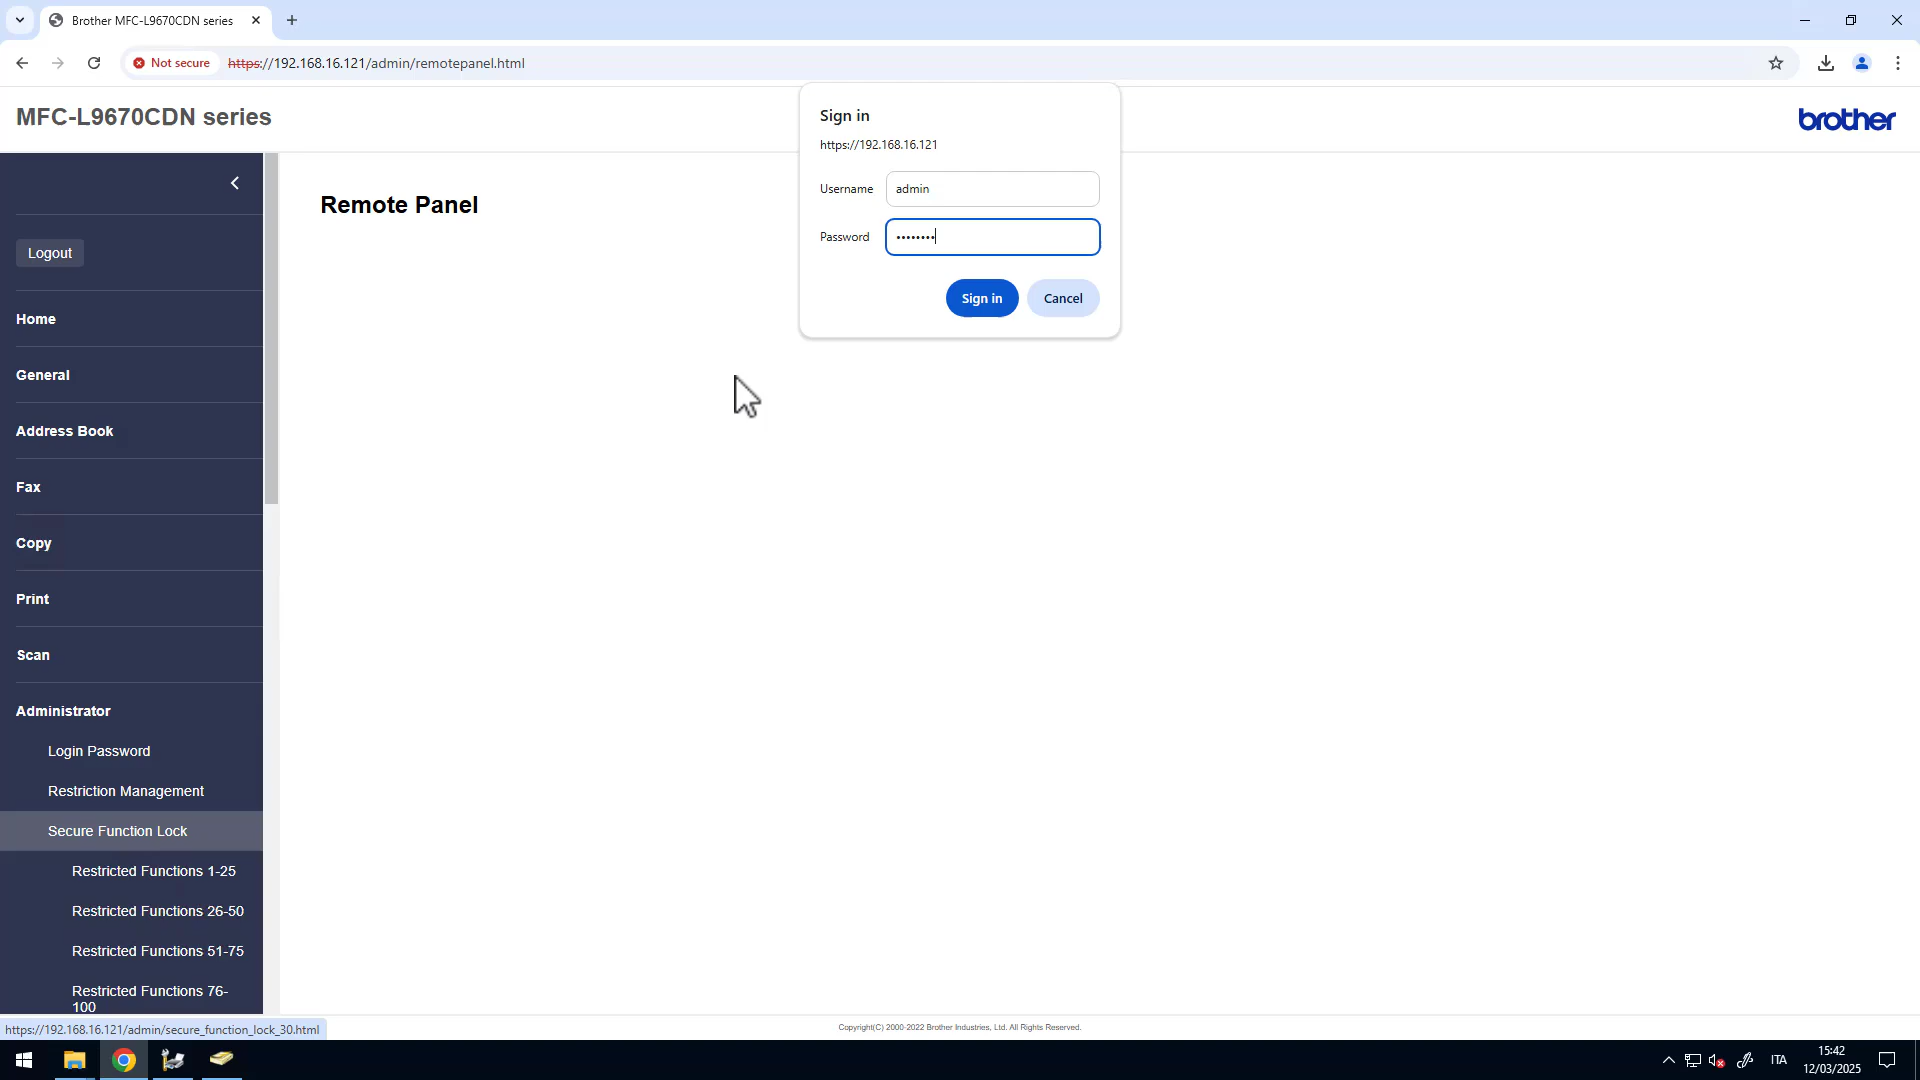 Brother MFC-L9670CDN series
Not secure
https://192.168.16.121/admin/remotepanel.html
MFC-L9670CDN series
brother
Sign in
https://192.168.16.121
Username
admin
Password
••••••••
Sign in
Cancel
Remote Panel
Logout
Home
General
Address Book
Fax
Copy
Print
Scan
Administrator
Login Password
Restriction Management
Secure Function Lock
Restricted Functions 1-25
Restricted Functions 26-50
Restricted Functions 51-75
Restricted Functions 76-
100
https://192.168.16.121/admin/secure_function_lock_30.html
Copyright(C) 2000-2022 Brother Industries, Ltd. All Rights Reserved.
ITA
15:42
12/03/2025